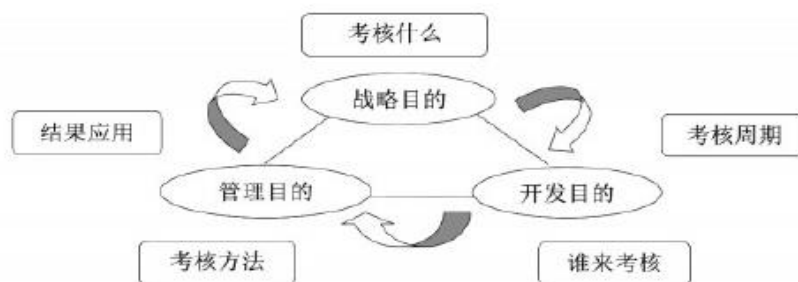 考核什么
战略目的
结果应用
考核周期
管理目的
开发目的
考核方法
谁来考核